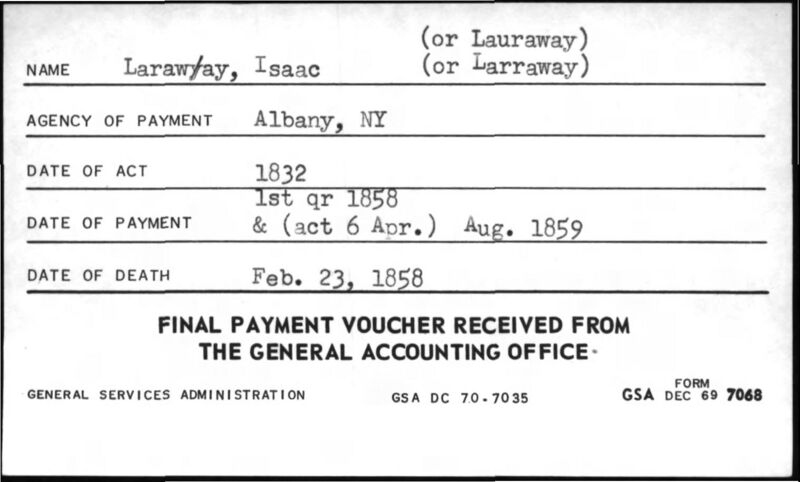 (or Lauraway)
NAME Laraway, Isaac (or Larraway)
AGENCY OF PAYMENT Albany, NY
DATE OF ACT 1832
1st qr 1858
DATE OF PAYMENT & (act 6 Apr.) Aug. 1859
DATE OF DEATH Feb. 23, 1858
FINAL PAYMENT VOUCHER RECEIVED FROM
THE GENERAL ACCOUNTING OFFICE
GENERAL SERVICES ADMINISTRATION GSA DC 70-7035 GSA FORM DEC 69 7068